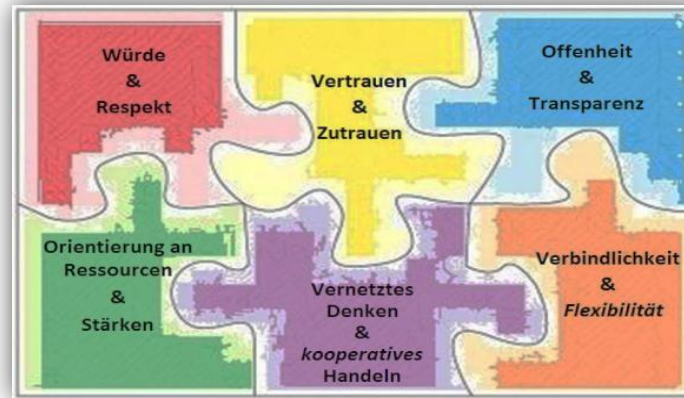 Würde
&
Respekt
Vertrauen
&
Zutrauen
Offenheit
&
Transparenz
Orientierung an
Ressourcen
&
Stärken
Vernetztes
Denken
&
kooperatives
Handeln
Verbindlichkeit
&
Flexibilität